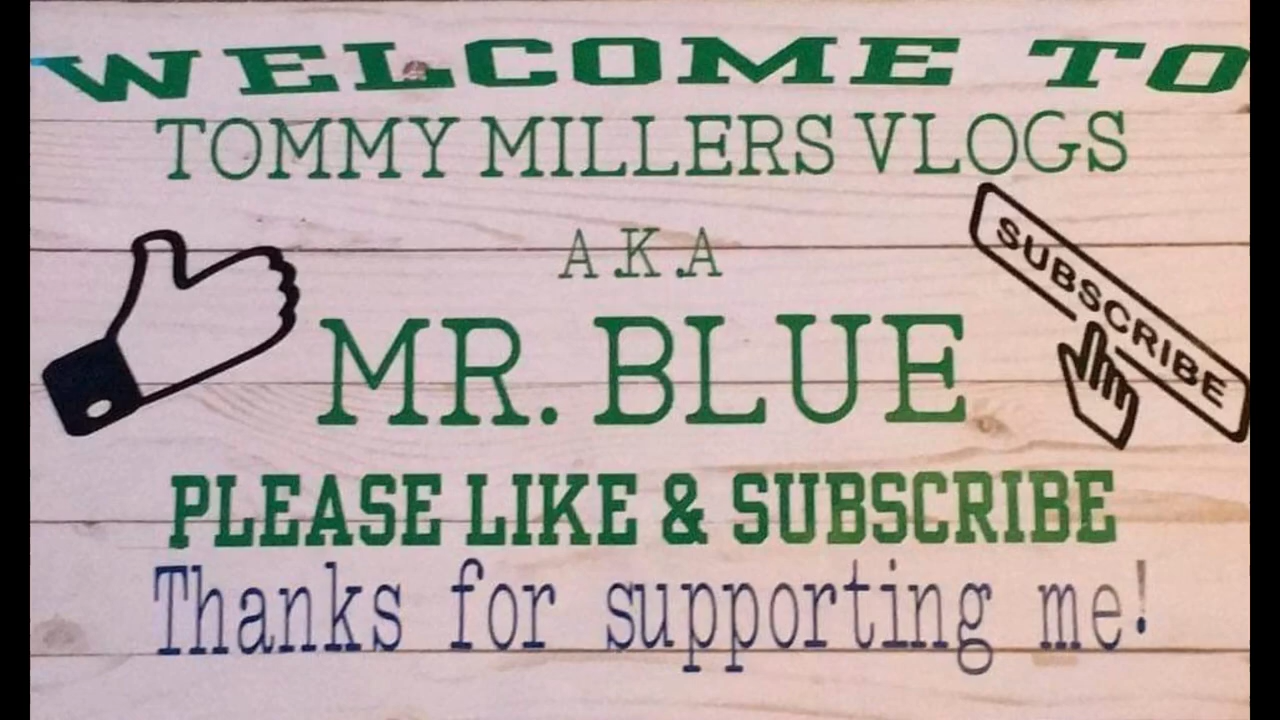 WELCOME TO
TOMMY MILLERS VLOGS
A.K.A
MR. BLUE
SUBSCRIBE
PLEASE LIKE & SUBSCRIBE
Thanks for supporting me!